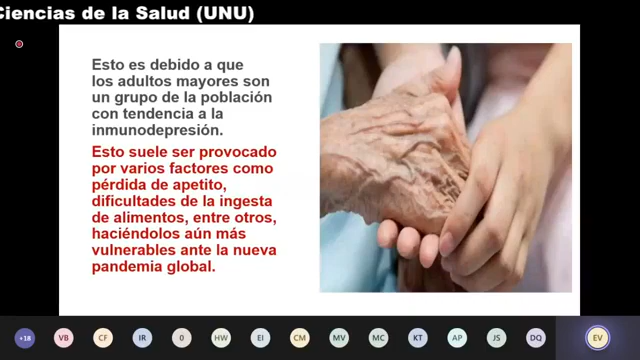 Ciencias de la Salud (UNU)
Esto es debido a que
los adultos mayores son
un grupo de la población
con tendencia a la
inmunodepresión.
Esto suele ser provocado
por varios factores como
pérdida de apetito,
dificultades de la ingesta
de alimentos, entre otros,
haciéndolos aún más
vulnerables ante la nueva
pandemia global.
+18 VB CF IR 0 HW EI CM MV MC KT AP JS DQ EV